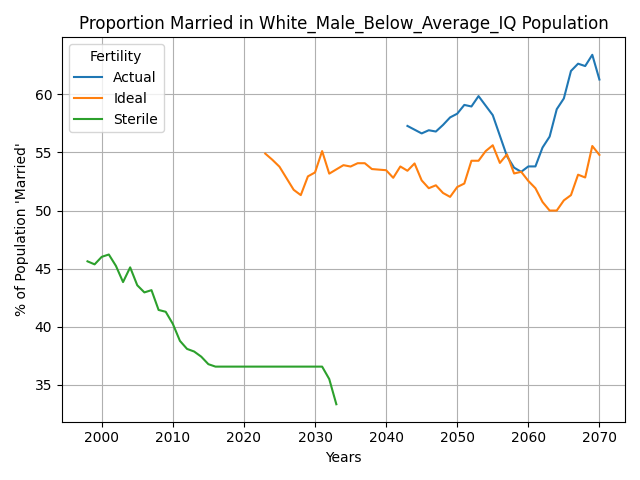 Proportion Married in White_Male_Below_Average_IQ Population
Fertility
Actual
Ideal
Sterile
% of Population 'Married'
60
55
50
45
40
35
2000 2010 2020 2030 2040 2050 2060 2070
Years